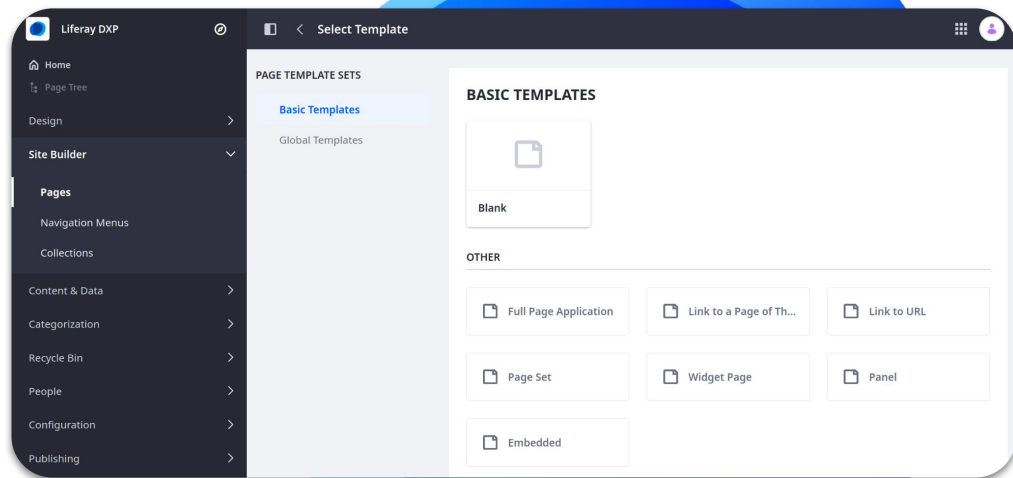 Liferay DXP
Select Template
Home
Page Tree
Design
Site Builder
Pages
Navigation Menus
Collections
Content & Data
Categorization
Recycle Bin
People
Configuration
Publishing
PAGE TEMPLATE SETS
Basic Templates
Global Templates
BASIC TEMPLATES
Blank
OTHER
Full Page Application
Link to a Page of Th...
Link to URL
Page Set
Widget Page
Panel
Embedded